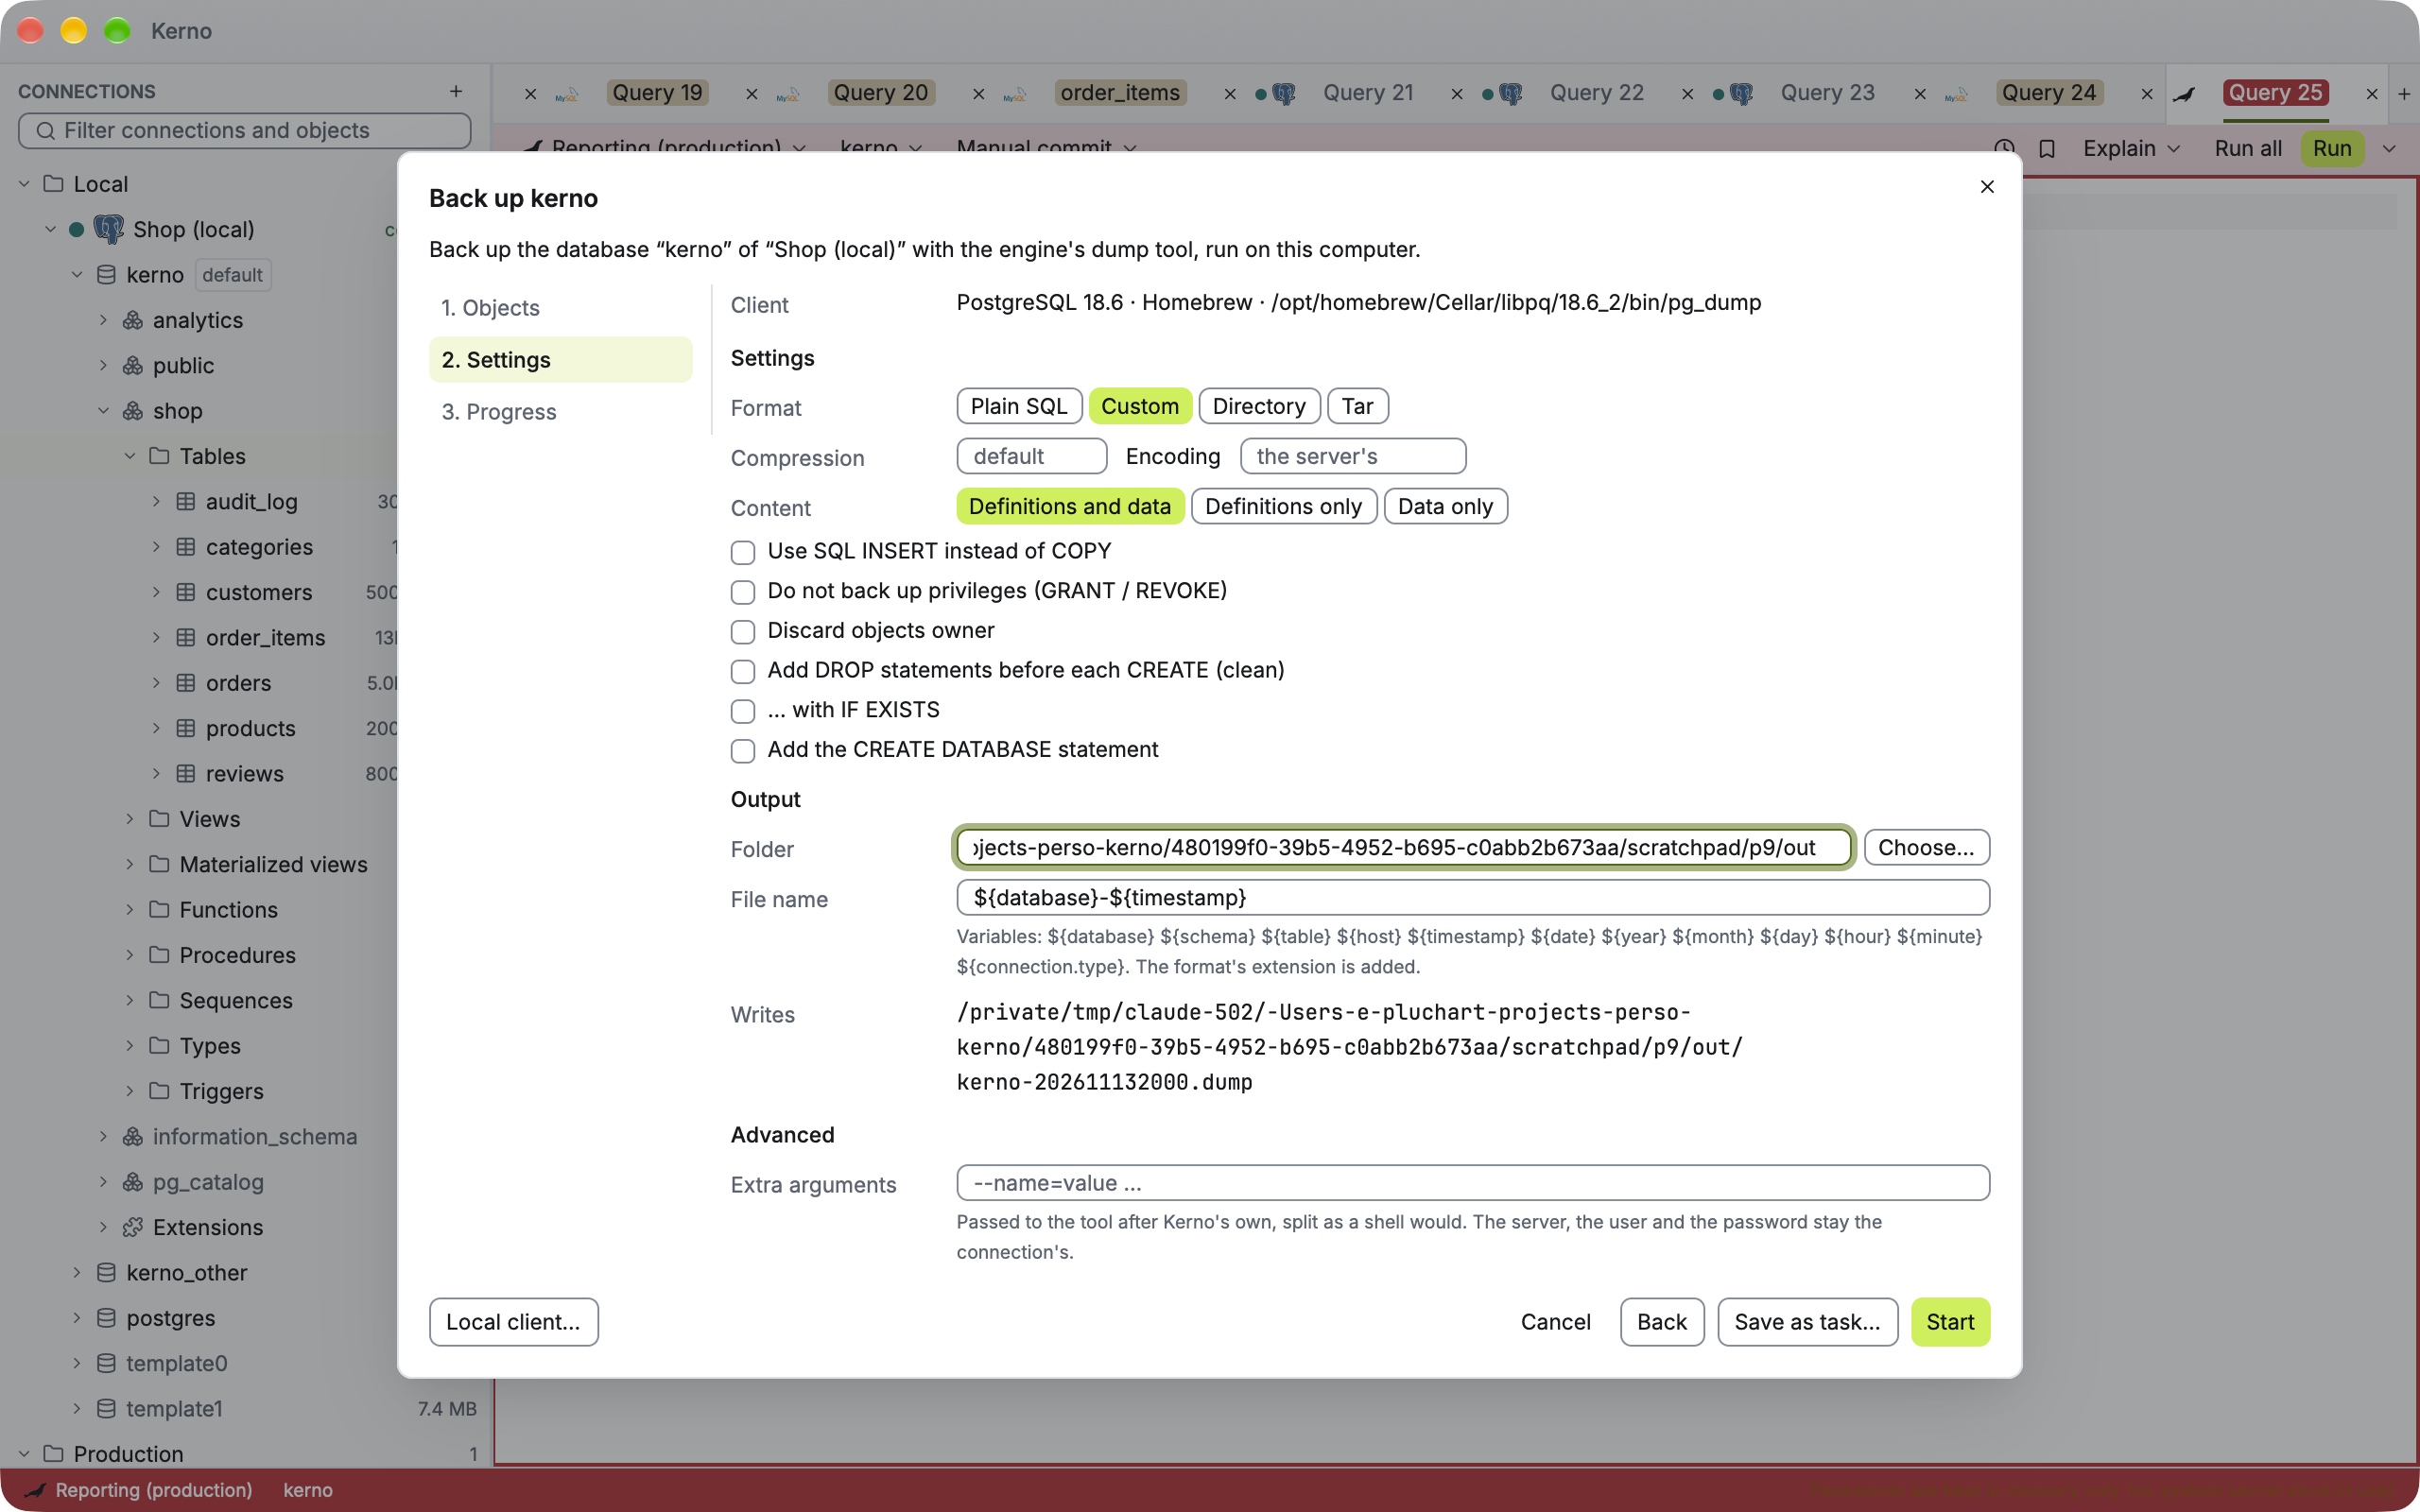 Kerno
CONNECTIONS
Filter connections and objects
Query 19
Query 20
order_items
Query 21
Query 22
Query 23
Query 24
Query 25
Reporting (production)
kerno
Manual commit
Explain
Run all
Run
Local
Shop (local)
kerno default
analytics
public
shop
Tables
audit_log
categories
customers
order_items
orders
products
reviews
Views
Materialized views
Functions
Procedures
Sequences
Types
Triggers
information_schema
pg_catalog
Extensions
kerno_other
postgres
template0
template1 7.4 MB
Production 1
Back up kerno
Back up the database “kerno” of “Shop (local)” with the engine's dump tool, run on this computer.
1. Objects
2. Settings
3. Progress
Client PostgreSQL 18.6 · Homebrew · /opt/homebrew/Cellar/libpq/18.6_2/bin/pg_dump
Settings
Format Plain SQL Custom Directory Tar
Compression default Encoding the server's
Content Definitions and data Definitions only Data only
Use SQL INSERT instead of COPY
Do not back up privileges (GRANT / REVOKE)
Discard objects owner
Add DROP statements before each CREATE (clean)
... with IF EXISTS
Add the CREATE DATABASE statement
Output
Folder jects-perso-kerno/480199f0-39b5-4952-b695-c0abb2b673aa/scratchpad/p9/out Choose...
File name ${database}-${timestamp}
Variables: ${database} ${schema} ${table} ${host} ${timestamp} ${date} ${year} ${month} ${day} ${hour} ${minute}
${connection.type}. The format's extension is added.
Writes /private/tmp/claude-502/-Users-e-pluchart-projects-perso-
kerno/480199f0-39b5-4952-b695-c0abb2b673aa/scratchpad/p9/out/
kerno-202611132000.dump
Advanced
Extra arguments --name=value ...
Passed to the tool after Kerno's own, split as a shell would. The server, the user and the password stay the
connection's.
Local client...
Cancel
Back
Save as task...
Start
Reporting (production) kerno